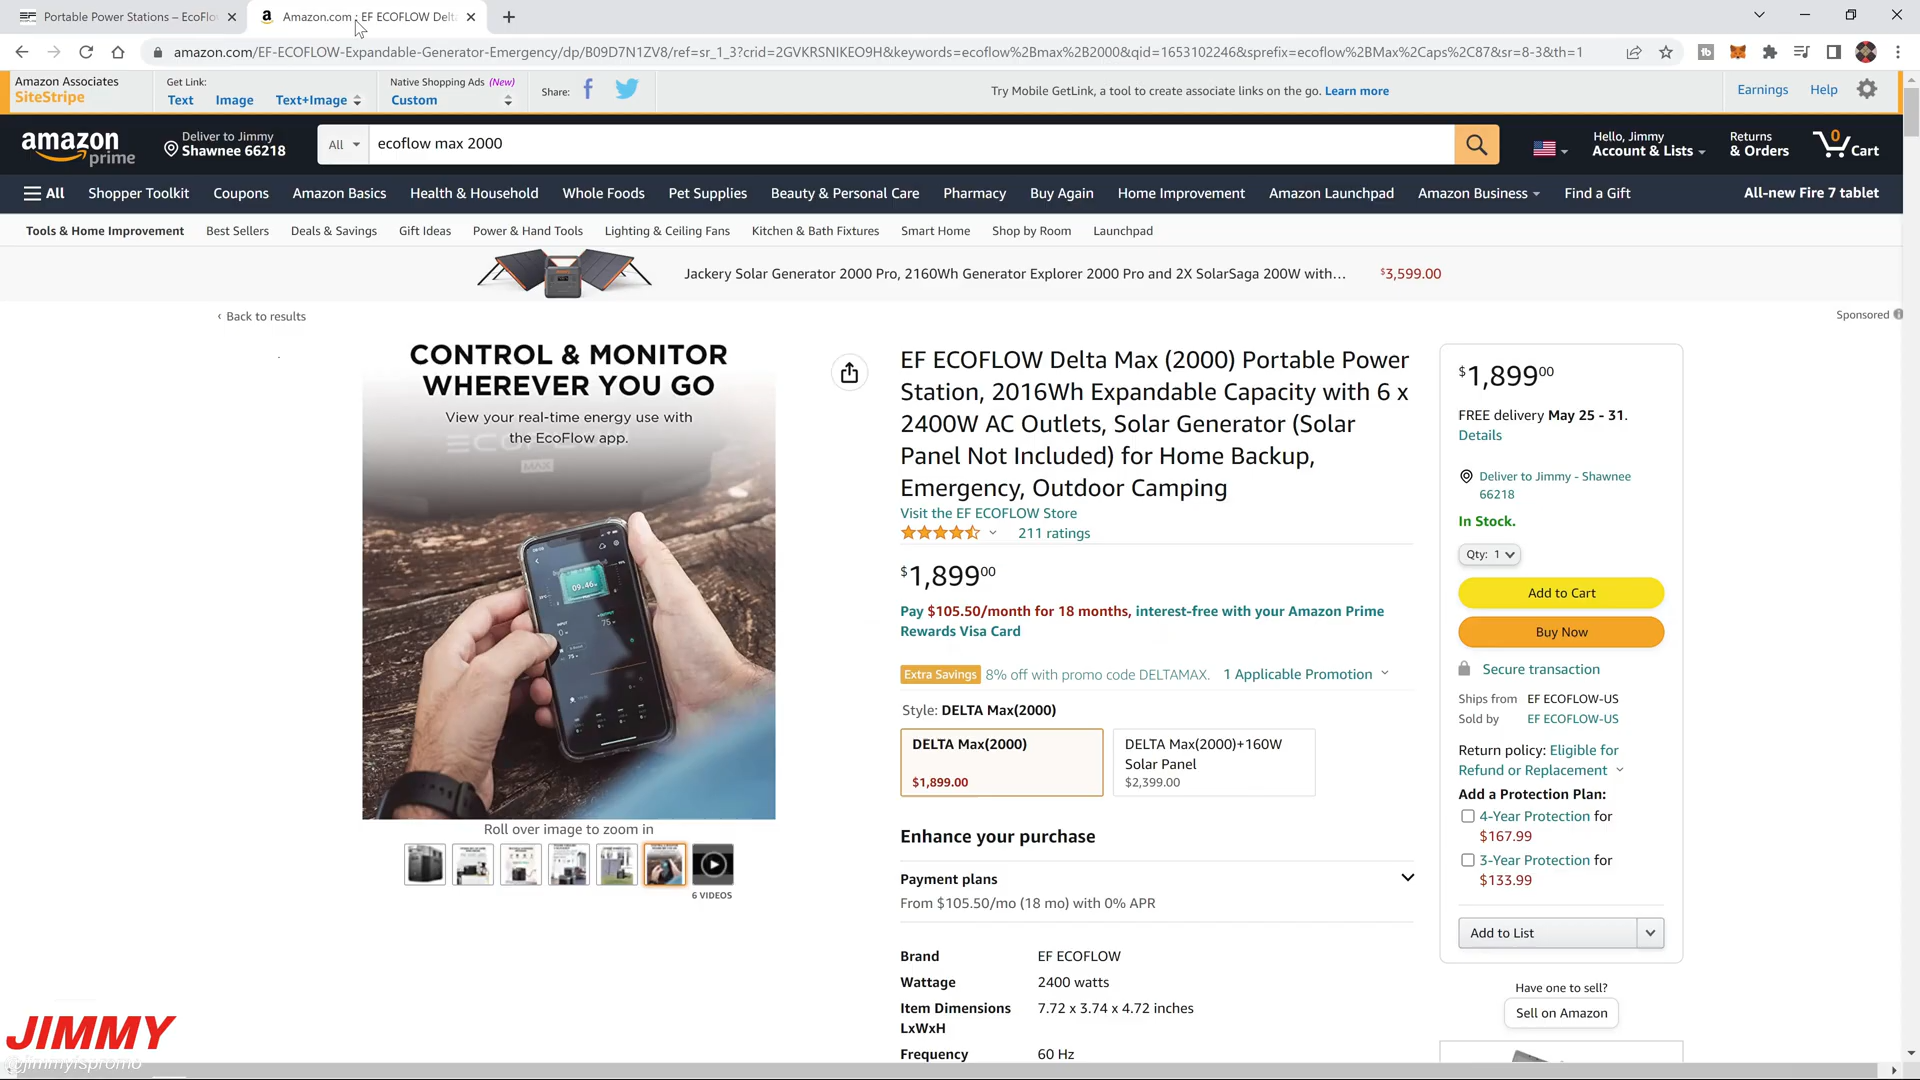 Portable Power Stations – EcoFlo
Amazon.com : EF ECOFLOW Delta
amazon.com/EF-ECOFLOW-Expandable-Generator-Emergency/dp/B09D7N1ZV8/ref=sr_1_3?crid=2GVKRSNIKEO9H&keywords=ecoflow%2Bmax%2B2000&qid=1653102246&sprefix=ecoflow%2BMax%2Caps%2C87&sr=8-3&th=1
Amazon Associates
SiteStripe
Get Link:
Text Image Text+Image
Native Shopping Ads (New)
Custom
Share:
Try Mobile GetLink, a tool to create associate links on the go. Learn more
Earnings Help
amazon prime
Deliver to Jimmy
Shawnee 66218
All
ecoflow max 2000
Hello, Jimmy
Account & Lists
Returns
& Orders
0
Cart
All Shopper Toolkit Coupons Amazon Basics Health & Household Whole Foods Pet Supplies Beauty & Personal Care Pharmacy Buy Again Home Improvement Amazon Launchpad Amazon Business Find a Gift All-new Fire 7 tablet
Tools & Home Improvement Best Sellers Deals & Savings Gift Ideas Power & Hand Tools Lighting & Ceiling Fans Kitchen & Bath Fixtures Smart Home Shop by Room Launchpad
Jackery Solar Generator 2000 Pro, 2160Wh Generator Explorer 2000 Pro and 2X SolarSaga 200W with… $3,599.00
‹ Back to results
Sponsored
CONTROL & MONITOR
WHEREVER YOU GO
View your real-time energy use with
the EcoFlow app.
MAX
09:46
Roll over image to zoom in
6 VIDEOS
EF ECOFLOW Delta Max (2000) Portable Power
Station, 2016Wh Expandable Capacity with 6 x
2400W AC Outlets, Solar Generator (Solar
Panel Not Included) for Home Backup,
Emergency, Outdoor Camping
Visit the EF ECOFLOW Store
211 ratings
$1,899.00
Pay $105.50/month for 18 months, interest-free with your Amazon Prime
Rewards Visa Card
Extra Savings 8% off with promo code DELTAMAX. 1 Applicable Promotion
Style: DELTA Max(2000)
DELTA Max(2000)
$1,899.00
DELTA Max(2000)+160W
Solar Panel
$2,399.00
Enhance your purchase
Payment plans
From $105.50/mo (18 mo) with 0% APR
Brand EF ECOFLOW
Wattage 2400 watts
Item Dimensions 7.72 x 3.74 x 4.72 inches
LxWxH
Frequency 60 Hz
$1,899.00
FREE delivery May 25 - 31.
Details
Deliver to Jimmy - Shawnee
66218
In Stock.
Qty: 1
Add to Cart
Buy Now
Secure transaction
Ships from EF ECOFLOW-US
Sold by EF ECOFLOW-US
Return policy: Eligible for
Refund or Replacement
Add a Protection Plan:
4-Year Protection for
$167.99
3-Year Protection for
$133.99
Add to List
Have one to sell?
Sell on Amazon
JIMMY
@jimmyispromo